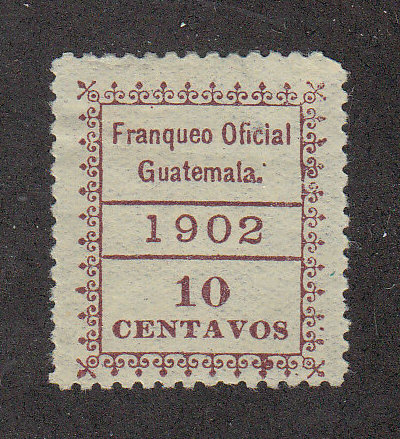 Franqueo Oficial
Guatemala.
1902
10
CENTAVOS